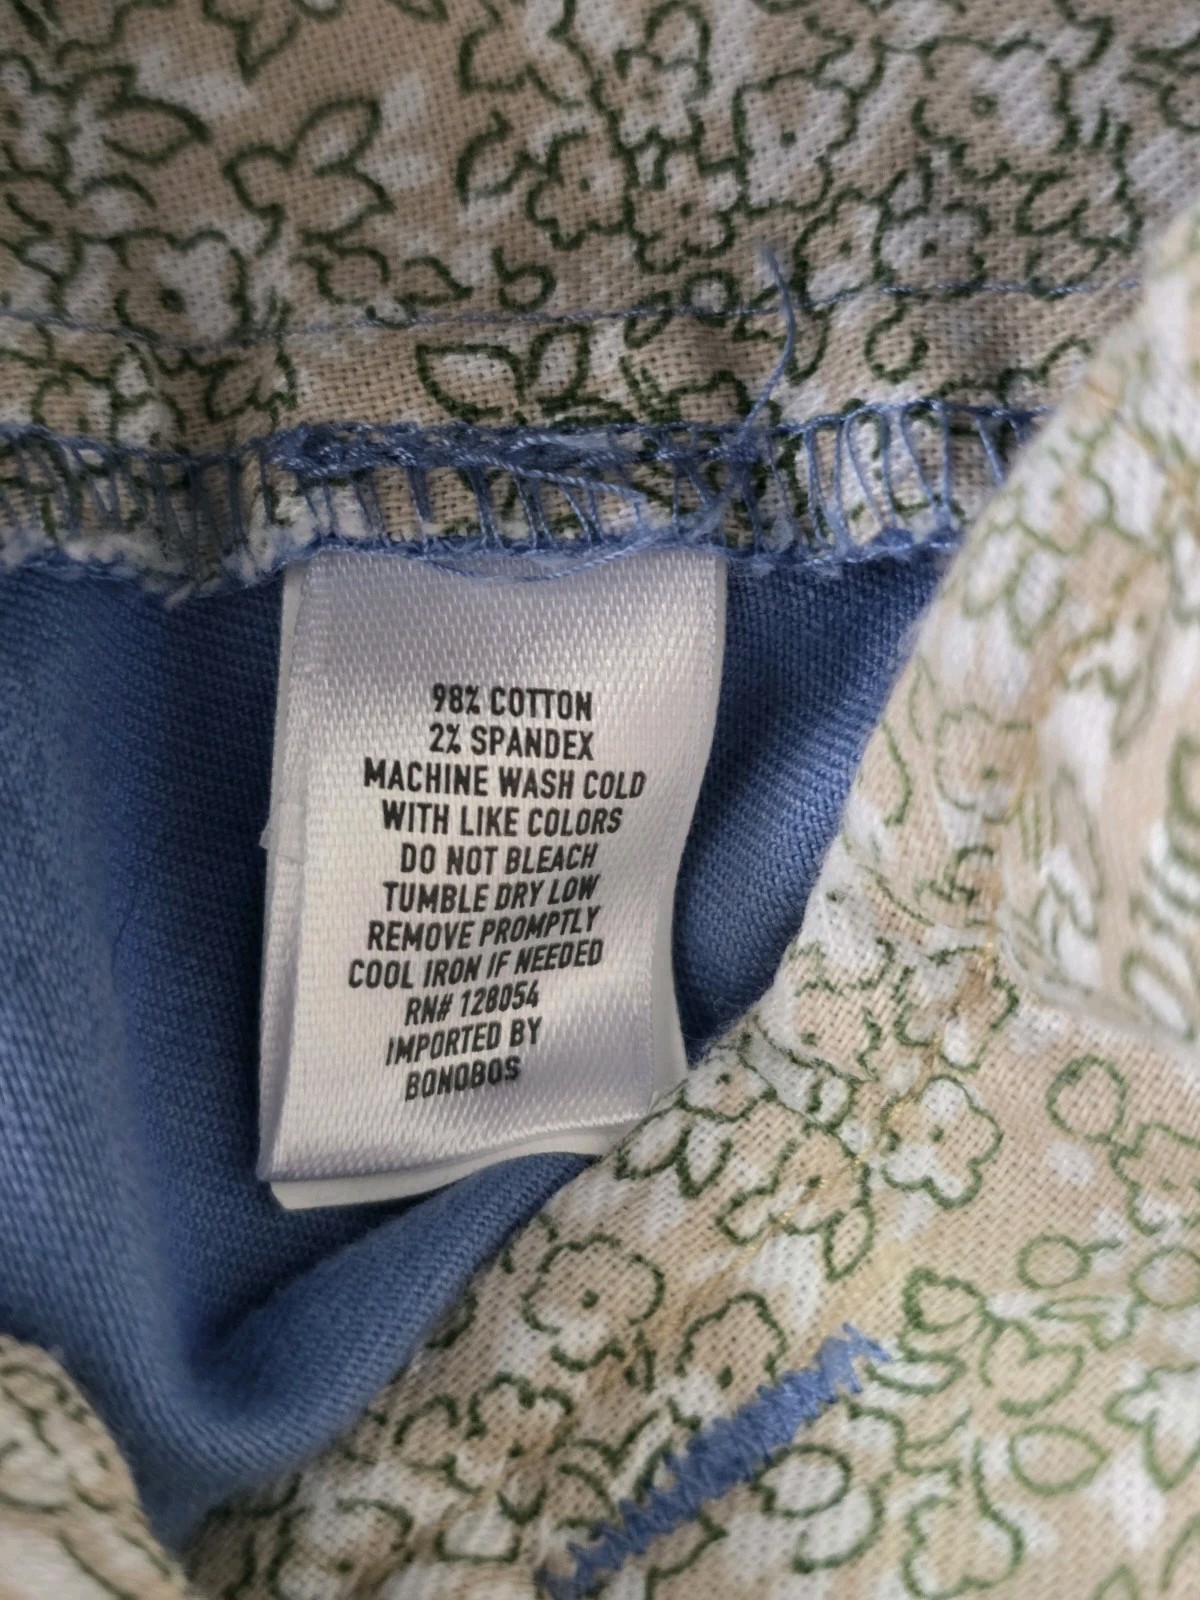 98% COTTON
2% SPANDEX
MACHINE WASH COLD
WITH LIKE COLORS
DO NOT BLEACH
TUMBLE DRY LOW
REMOVE PROMPTLY
COOL IRON IF NEEDED
RN# 128054
IMPORTED BY
BONOBOS